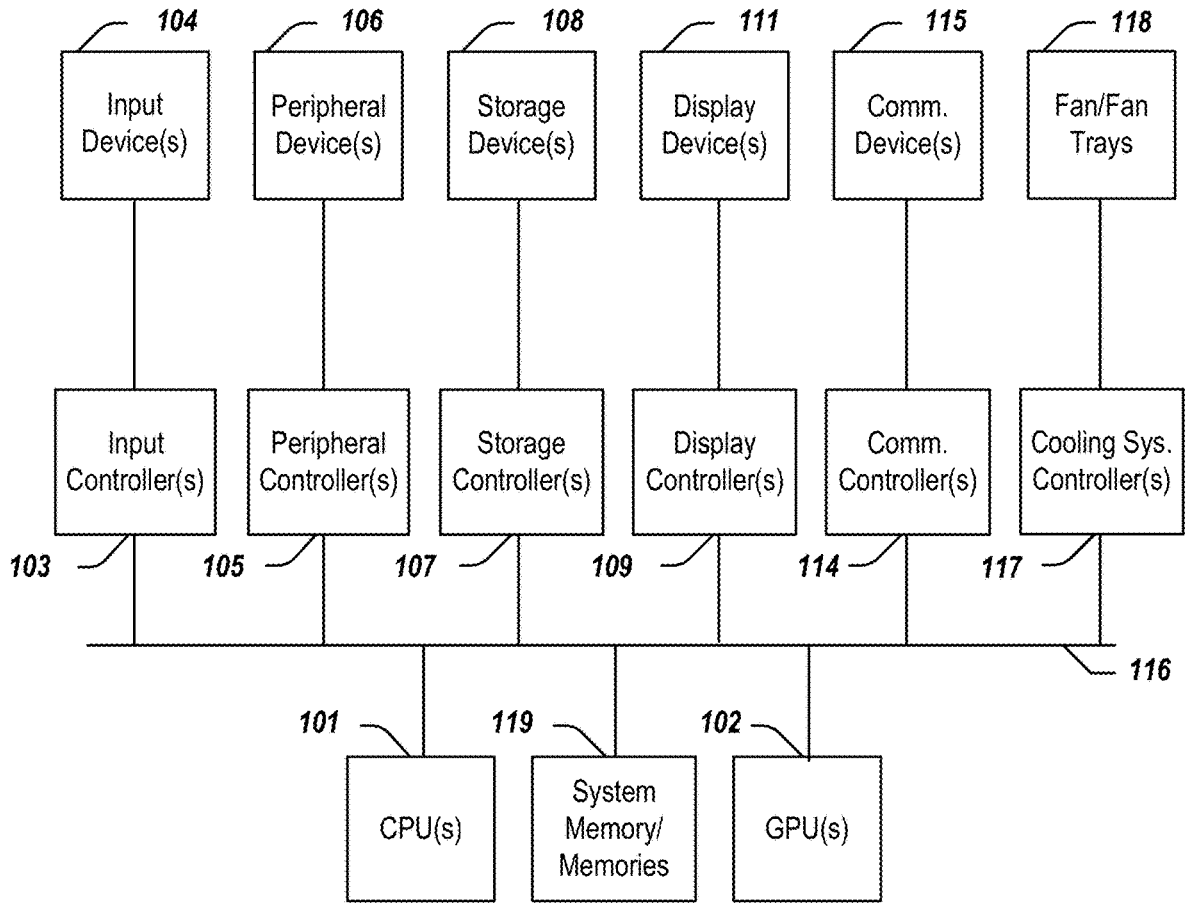 104
106
108
111
115
118
Input
Device(s)
Peripheral
Device(s)
Storage
Device(s)
Display
Device(s)
Comm.
Device(s)
Fan/Fan
Trays
Input
Controller(s)
Peripheral
Controller(s)
Storage
Controller(s)
Display
Controller(s)
Comm.
Controller(s)
Cooling Sys.
Controller(s)
103
105
107
109
114
117
116
101
119
102
CPU(s)
System
Memory/
Memories
GPU(s)